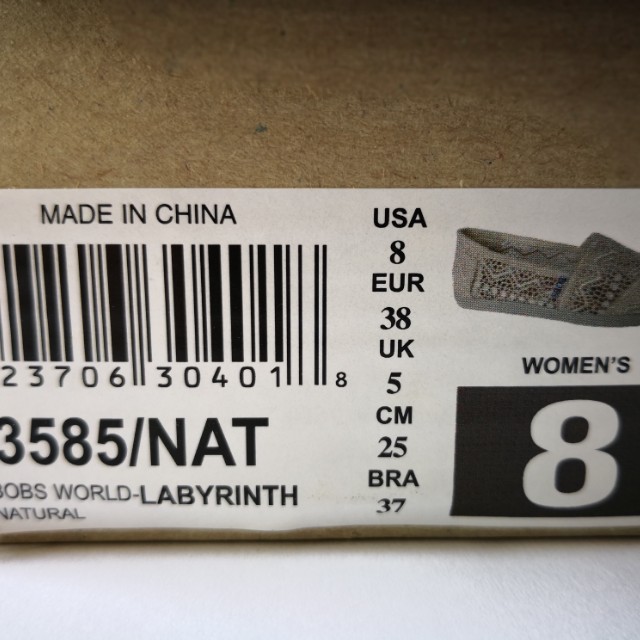 MADE IN CHINA
23706 30401 8
3585/NAT
BOBS WORLD-LABYRINTH
NATURAL
USA
8
EUR
38
UK
5
CM
25
BRA
37
WOMEN'S
8